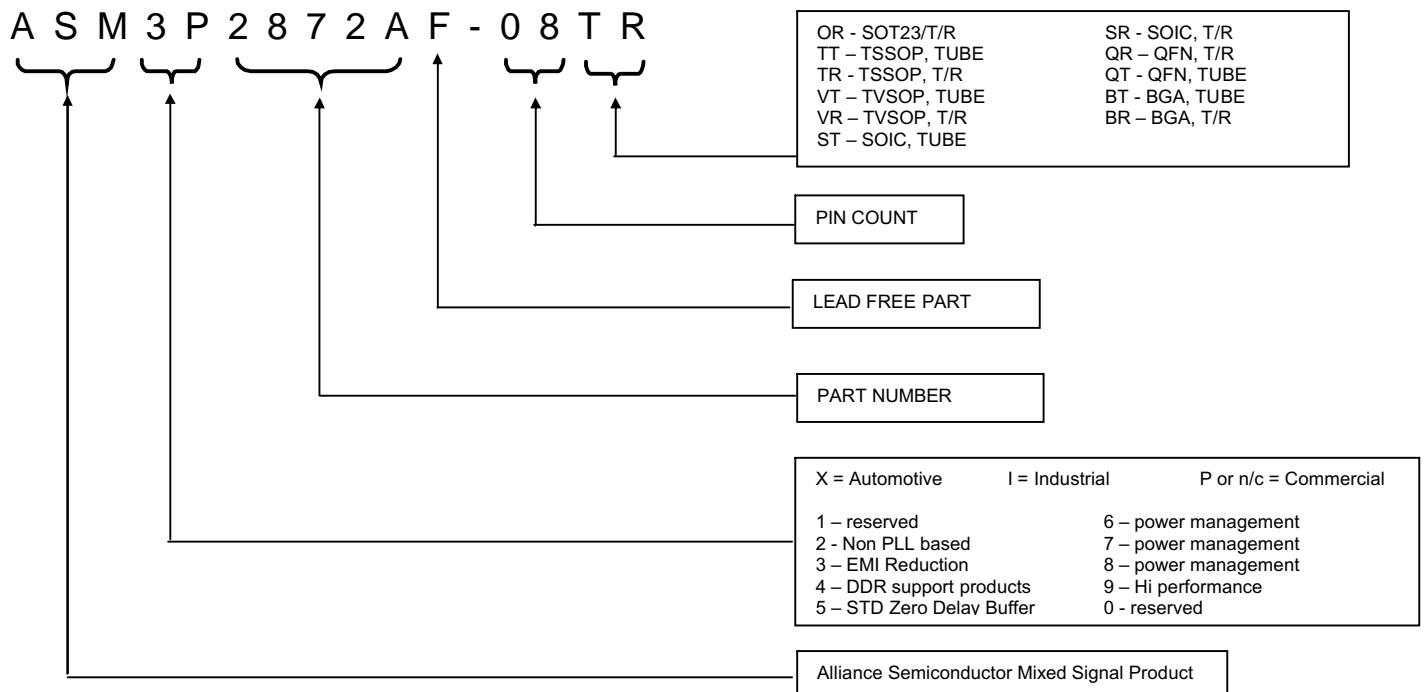 A S M 3 P 2 8 7 2 A F - 0 8 T R
OR - SOT23/T/R SR - SOIC, T/R
TT – TSSOP, TUBE QR – QFN, T/R
TR - TSSOP, T/R QT - QFN, TUBE
VT – TVSOP, TUBE BT - BGA, TUBE
VR – TVSOP, T/R BR – BGA, T/R
ST – SOIC, TUBE
PIN COUNT
LEAD FREE PART
PART NUMBER
X = Automotive I = Industrial P or n/c = Commercial
1 – reserved 6 – power management
2 - Non PLL based 7 – power management
3 – EMI Reduction 8 – power management
4 – DDR support products 9 – Hi performance
5 – STD Zero Delay Buffer 0 - reserved
Alliance Semiconductor Mixed Signal Product